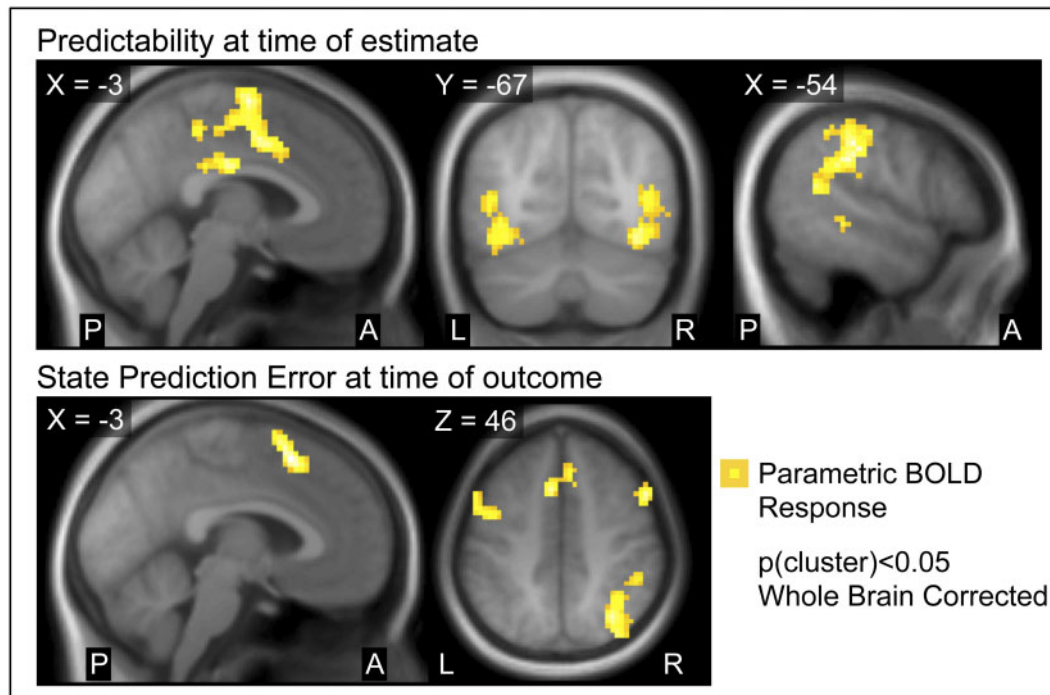 Predictability at time of estimate
X = -3
Y = -67
X = -54
P
A
L
R
P
A
State Prediction Error at time of outcome
X = -3
Z = 46
P
A
L
R
Parametric BOLD
Response
p(cluster)<0.05
Whole Brain Corrected